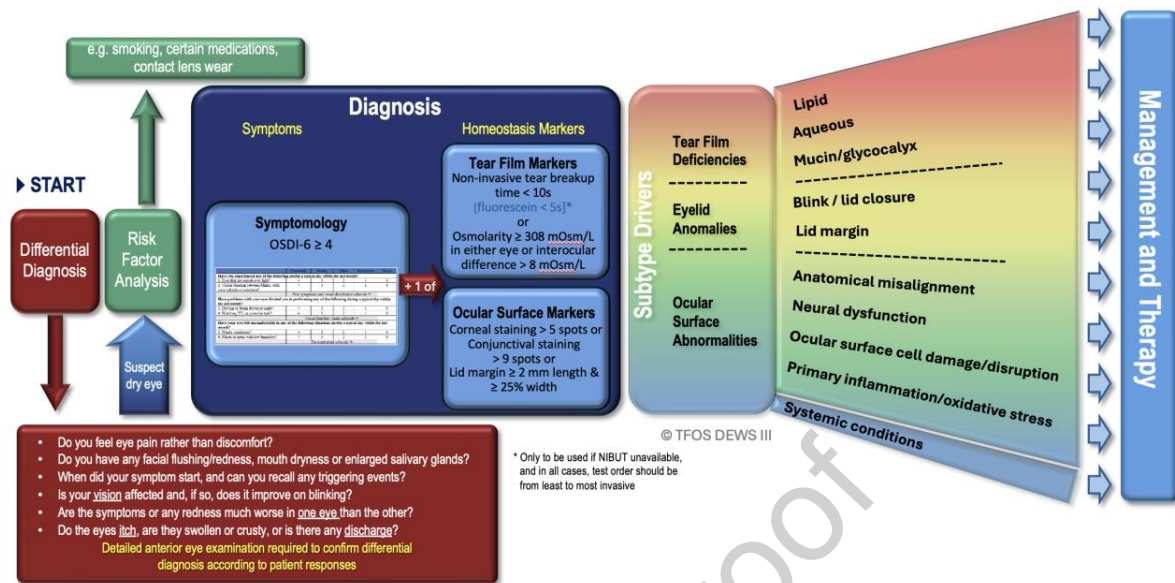 e.g. smoking, certain medications,
contact lens wear
▶ START
Differential
Diagnosis
Risk
Factor
Analysis
Suspect
dry eye
Diagnosis
Symptoms
Homeostasis Markers
Symptomology
OSDI-6 ≥ 4
+ 1 of
Tear Film Markers
Non-invasive tear breakup
time < 10s
[fluorescein < 5s]*
or
Osmolarity ≥ 308 mOsm/L
in either eye or interocular
difference > 8 mOsm/L
Ocular Surface Markers
Corneal staining > 5 spots or
Conjunctival staining
> 9 spots or
Lid margin ≥ 2 mm length &
≥ 25% width
Subtype Drivers
Tear Film
Deficiencies
Eyelid
Anomalies
Ocular
Surface
Abnormalities
Lipid
Aqueous
Mucin/glycocalyx
Blink / lid closure
Lid margin
Anatomical misalignment
Neural dysfunction
Ocular surface cell damage/disruption
Primary inflammation/oxidative stress
Systemic conditions
Management and Therapy
© TFOS DEWS III
* Only to be used if NIBUT unavailable,
and in all cases, test order should be
from least to most invasive
• Do you feel eye pain rather than discomfort?
• Do you have any facial flushing/redness, mouth dryness or enlarged salivary glands?
• When did your symptom start, and can you recall any triggering events?
• Is your vision affected and, if so, does it improve on blinking?
• Are the symptoms or any redness much worse in one eye than the other?
• Do the eyes itch, are they swollen or crusty, or is there any discharge?
Detailed anterior eye examination required to confirm differential
diagnosis according to patient responses